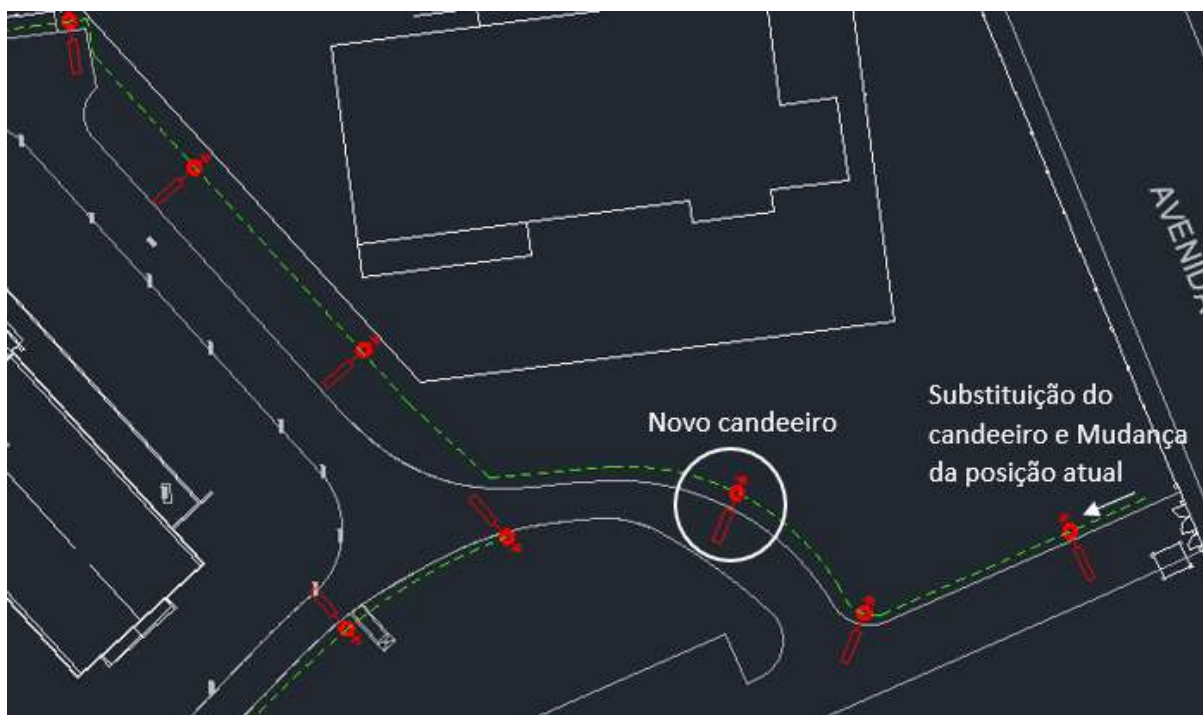 AVENIDA
Substituição do
Novo candeeiro
candeeiro e Mudança
da posição atual